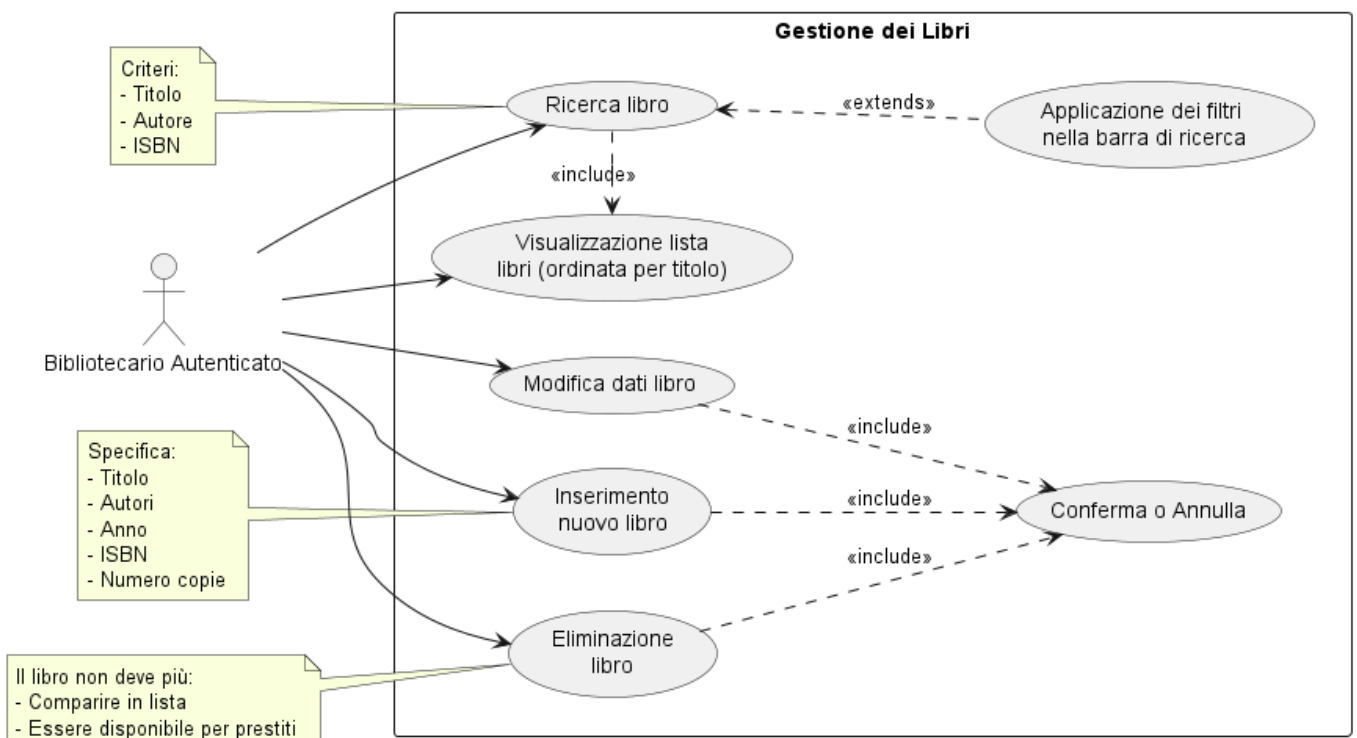 Gestione dei Libri
Criteri:
- Titolo
- Autore
- ISBN
Ricerca libro
«extends»
Applicazione dei filtri
nella barra di ricerca
«include»
Visualizzazione lista
libri (ordinata per titolo)
Bibliotecario Autenticato
Modifica dati libro
«include»
Specifica:
- Titolo
- Autori
- Anno
- ISBN
- Numero copie
Inserimento
nuovo libro
«include»
Conferma o Annulla
«include»
Eliminazione
libro
Il libro non deve più:
- Comparire in lista
- Essere disponibile per prestiti